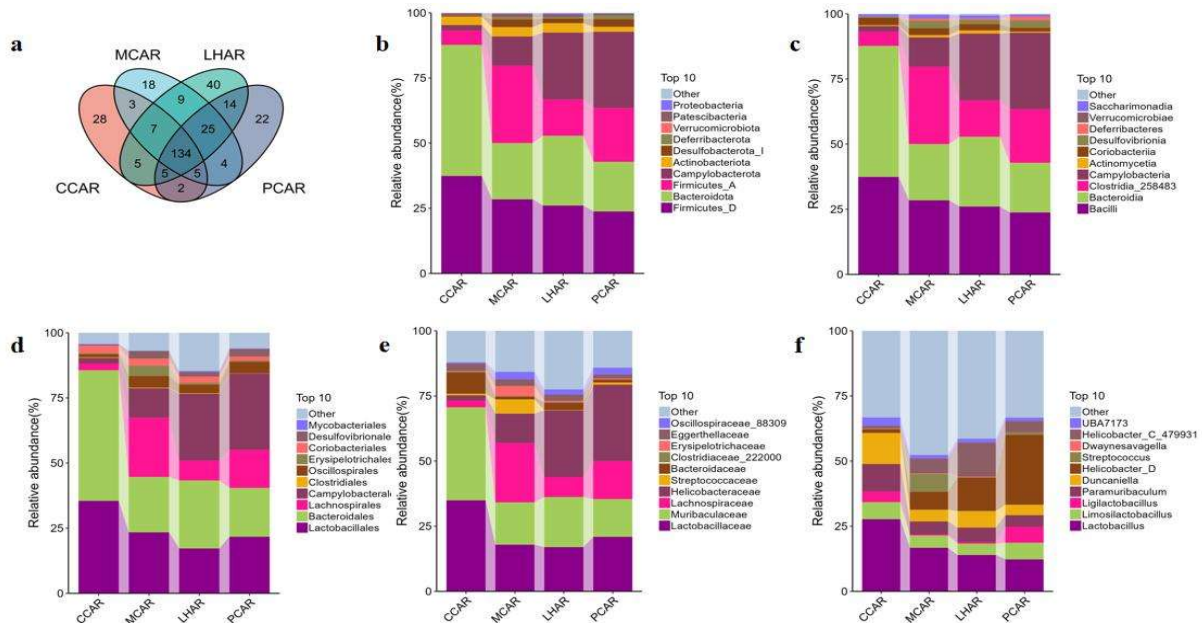 a
MCAR
LHAR
CCAR
PCAR
18
40
3
9
14
28
7
25
22
134
5
4
5
5
2
b
Relative abundance(%)
100
75
50
25
0
CCAR
MCAR
LHAR
PCAR
Top 10
Other
Proteobacteria
Patescibacteria
Verrucomicrobiota
Deferribacterota
Desulfobacterota_I
Actinobacteriota
Campylobacterota
Firmicutes_A
Bacteroidota
Firmicutes_D
c
Relative abundance(%)
100
75
50
25
0
CCAR
MCAR
LHAR
PCAR
Top 10
Other
Saccharimonadia
Verrucomicrobiae
Deferribacteres
Desulfovibrionia
Coriobacteriia
Actinomycetia
Campylobacteria
Clostridia_258483
Bacteroidia
Bacilli
d
Relative abundance(%)
100
75
50
25
0
CCAR
MCAR
LHAR
PCAR
Top 10
Other
Mycobacteriales
Desulfovibrionale
Coriobacteriales
Erysipelotrichales
Oscillospirales
Clostridiales
Campylobacterale
Lachnospirales
Bacteroidales
Lactobacillales
e
Relative abundance(%)
100
75
50
25
0
CCAR
MCAR
LHAR
PCAR
Top 10
Other
Oscillospiraceae_88309
Eggerthellaceae
Erysipelotrichaceae
Clostridiaceae_222000
Bacteroidaceae
Streptococcaceae
Helicobacteraceae
Lachnospiraceae
Muribaculaceae
Lactobacillaceae
f
Relative abundance(%)
100
75
50
25
0
CCAR
MCAR
LHAR
PCAR
Top 10
Other
UBA7173
Helicobacter_C_479931
Dwaynesavagella
Streptococcus
Helicobacter_D
Duncaniella
Paramuribaculum
Ligilactobacillus
Limosilactobacillus
Lactobacillus